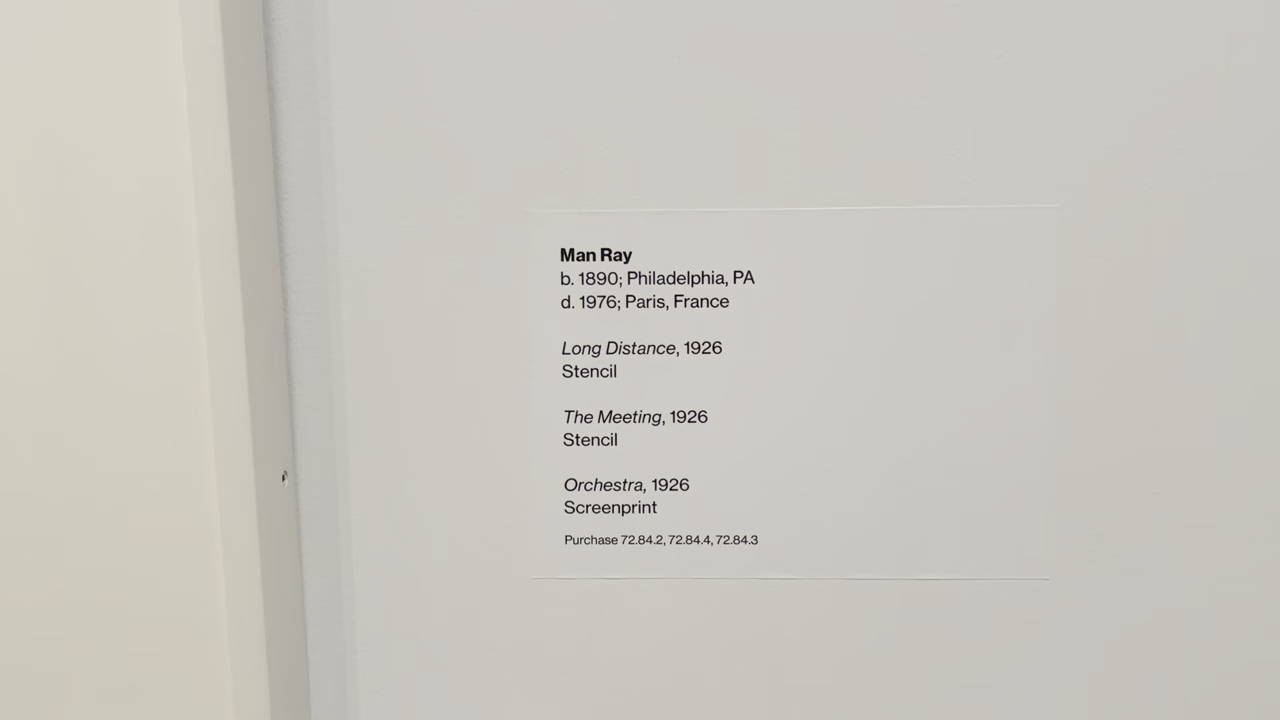 Man Ray
b. 1890; Philadelphia, PA
d. 1976; Paris, France
Long Distance, 1926
Stencil
The Meeting, 1926
Stencil
Orchestra, 1926
Screenprint
Purchase 72.84.2, 72.84.4, 72.84.3